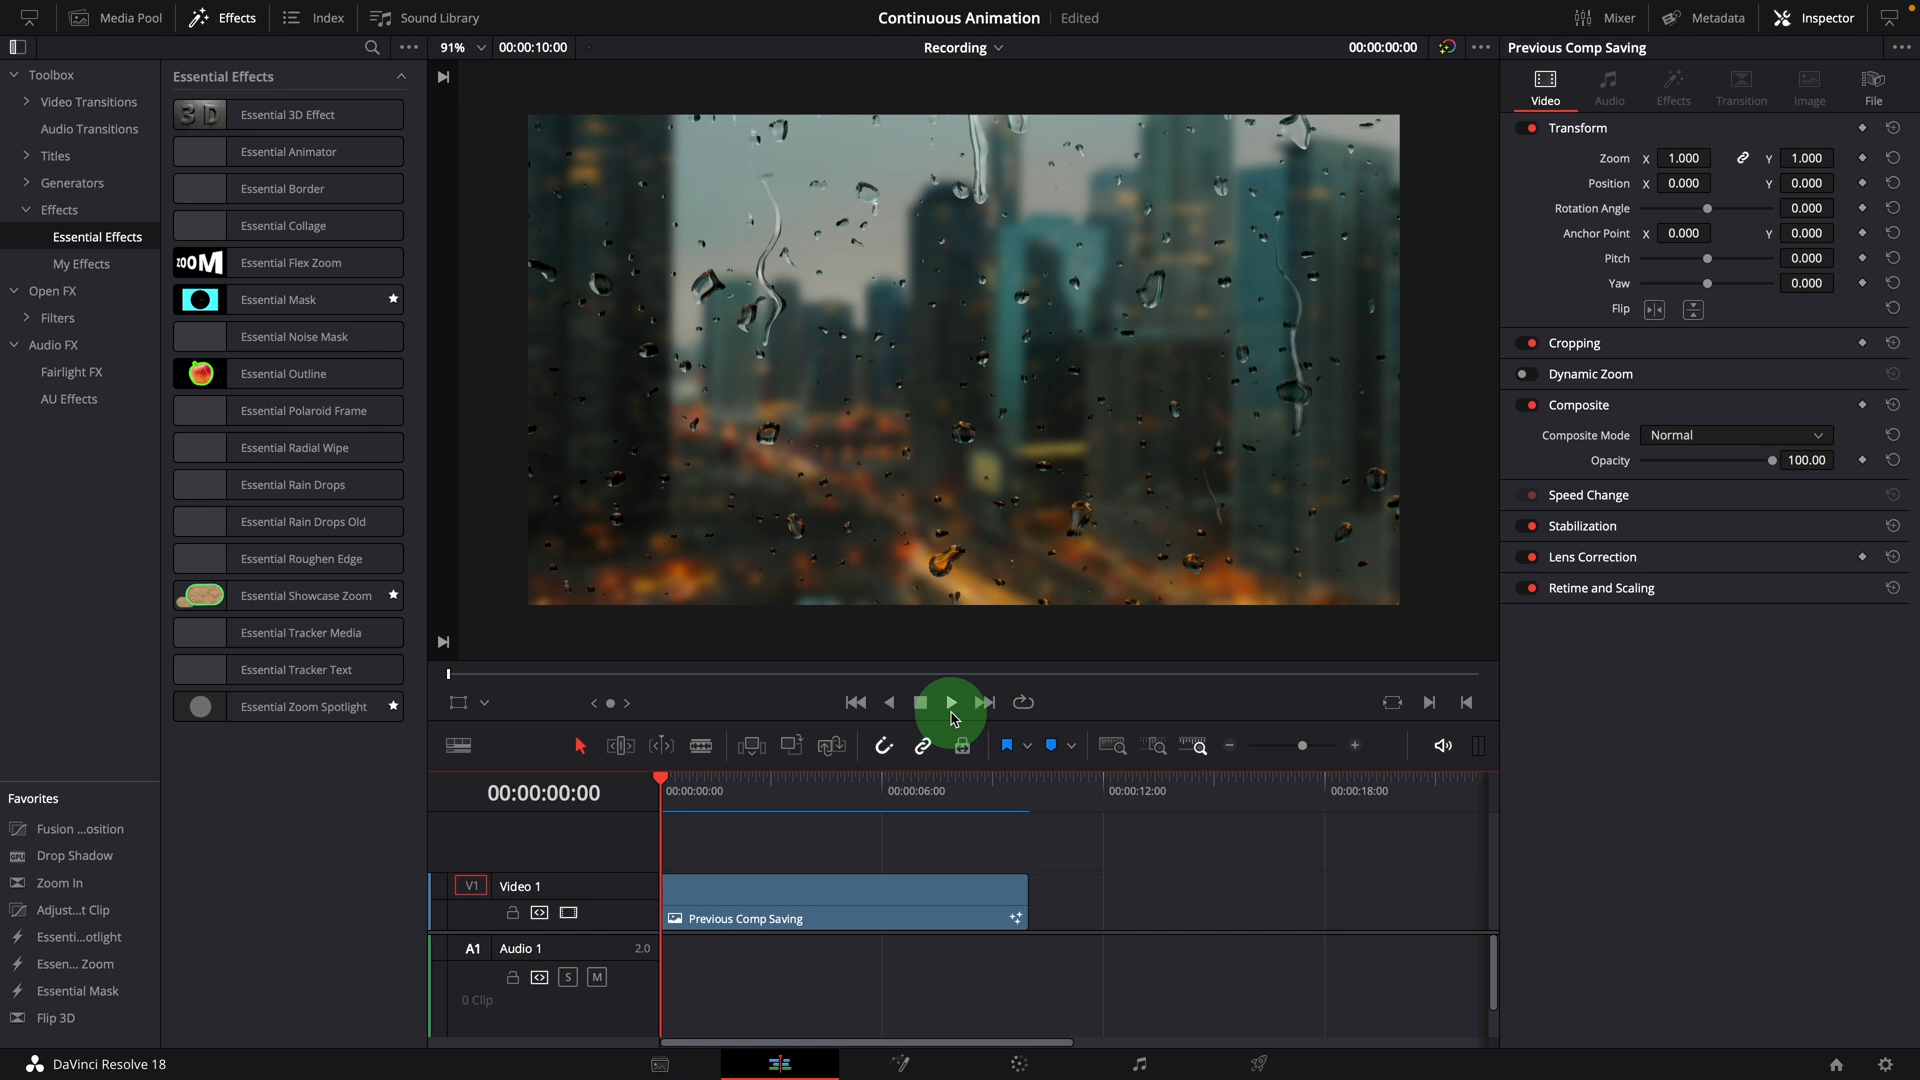 Media Pool
Effects
Index
Sound Library
Continuous Animation
Edited
Mixer
Metadata
Inspector
91%
00:00:10:00
Recording
00:00:00:00
Previous Comp Saving
Toolbox
Video Transitions
Audio Transitions
Titles
Generators
Effects
Essential Effects
My Effects
Open FX
Filters
Audio FX
Fairlight FX
AU Effects
Essential Effects
3D
Essential 3D Effect
Essential Animator
Essential Border
Essential Collage
ZOOM
Essential Flex Zoom
Essential Mask
Essential Noise Mask
Essential Outline
Essential Polaroid Frame
Essential Radial Wipe
Essential Rain Drops
Essential Rain Drops Old
Essential Roughen Edge
Essential Showcase Zoom
Essential Tracker Media
Essential Tracker Text
Essential Zoom Spotlight
Favorites
Fusion ...osition
Drop Shadow
Zoom In
Adjust...t Clip
Essenti...otlight
Essen... Zoom
Essential Mask
Flip 3D
Video
Audio
Effects
Transition
Image
File
Transform
Zoom X 1.000 Y 1.000
Position X 0.000 Y 0.000
Rotation Angle 0.000
Anchor Point X 0.000 Y 0.000
Pitch 0.000
Yaw 0.000
Flip
Cropping
Dynamic Zoom
Composite
Composite Mode Normal
Opacity 100.00
Speed Change
Stabilization
Lens Correction
Retime and Scaling
00:00:00:00
00:00:00:00
00:00:06:00
00:00:12:00
00:00:18:00
V1 Video 1
Previous Comp Saving
A1 Audio 1 2.0
S M
0 Clip
DaVinci Resolve 18